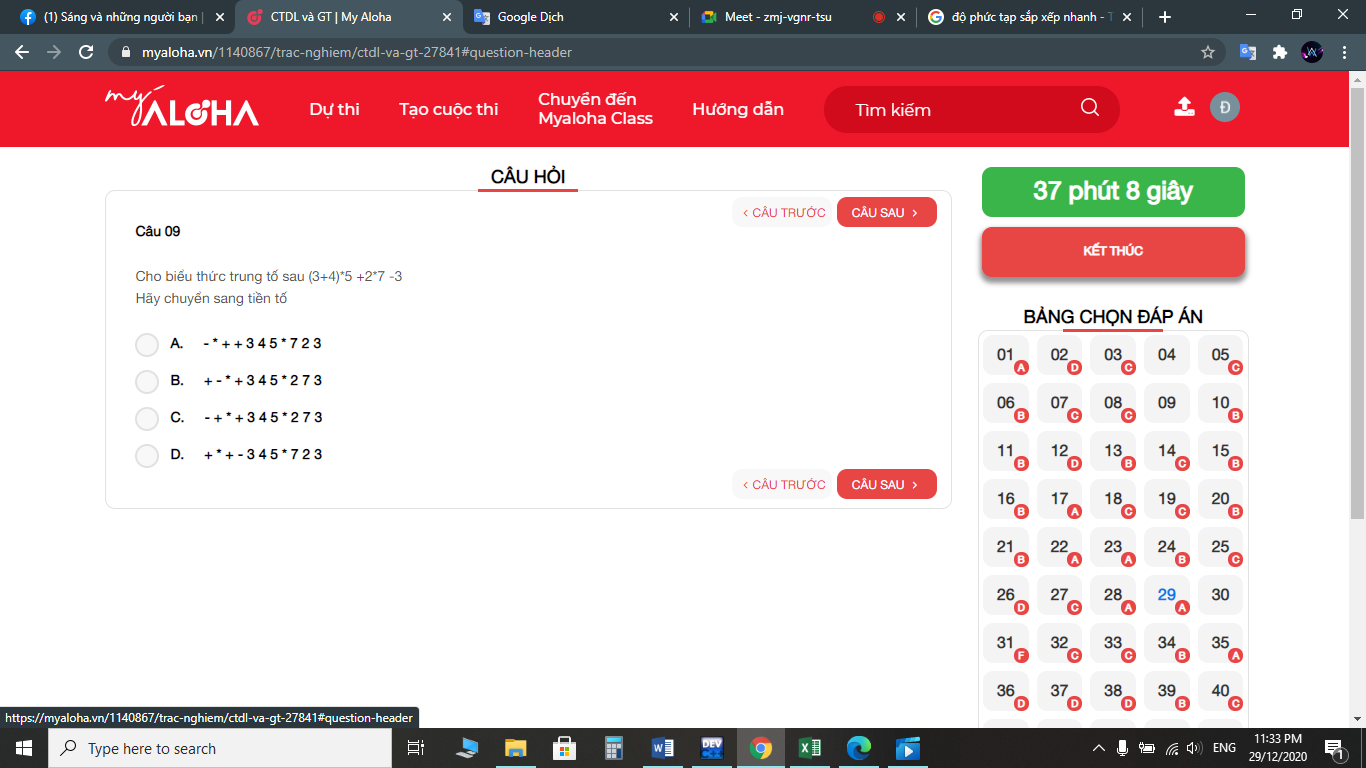 (1) Sáng và những người bạn |
CTDL và GT | My Aloha
Google Dịch
Meet - zmj-vgnr-tsu
độ phức tạp sắp xếp nhanh - T
myaloha.vn/1140867/trac-nghiem/ctdl-va-gt-27841#question-header
my ALOHA
Dự thi
Tạo cuộc thi
Chuyển đến
Myaloha Class
Hướng dẫn
Tìm kiếm
Đ
CÂU HỎI
CÂU TRƯỚC
CÂU SAU
Câu 09
Cho biểu thức trung tố sau (3+4)*5 +2*7 -3
Hãy chuyển sang tiền tố
A. - * + + 3 4 5 * 7 2 3
B. + - * + 3 4 5 * 2 7 3
C. - + * + 3 4 5 * 2 7 3
D. + * + - 3 4 5 * 7 2 3
CÂU TRƯỚC
CÂU SAU
37 phút 8 giây
KẾT THÚC
BẢNG CHỌN ĐÁP ÁN
01 A 02 D 03 C 04 05 C
06 B 07 C 08 C 09 10 B
11 B 12 D 13 B 14 C 15 B
16 B 17 A 18 C 19 C 20 B
21 B 22 A 23 A 24 B 25 C
26 D 27 C 28 A 29 A 30
31 F 32 C 33 C 34 B 35 A
36 D 37 D 38 D 39 B 40 C
https://myaloha.vn/1140867/trac-nghiem/ctdl-va-gt-27841#question-header
Type here to search
DEV
ENG
11:33 PM
29/12/2020
1